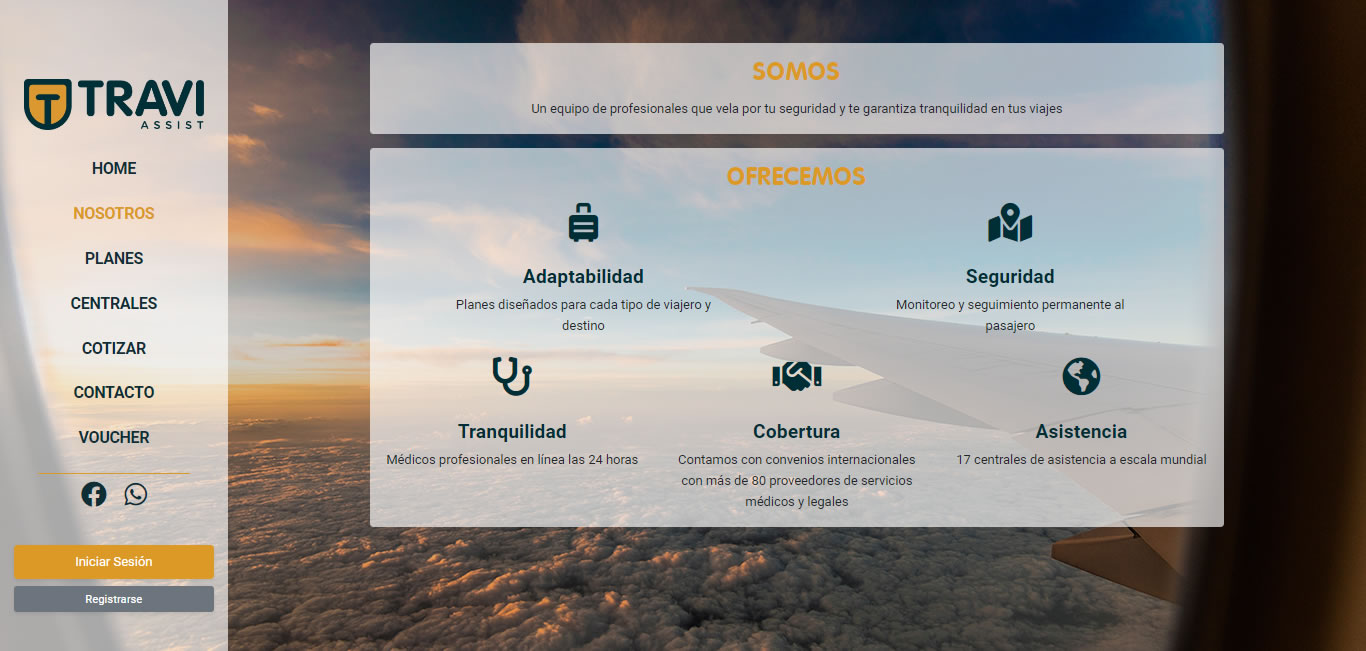 TRAVI
ASSIST
HOME
NOSOTROS
PLANES
CENTRALES
COTIZAR
CONTACTO
VOUCHER
Iniciar Sesión
Registrarse
SOMOS
Un equipo de profesionales que vela por tu seguridad y te garantiza tranquilidad en tus viajes
OFRECEMOS
Adaptabilidad
Planes diseñados para cada tipo de viajero y
destino
Seguridad
Monitoreo y seguimiento permanente al
pasajero
Tranquilidad
Médicos profesionales en línea las 24 horas
Cobertura
Contamos con convenios internacionales
con más de 80 proveedores de servicios
médicos y legales
Asistencia
17 centrales de asistencia a escala mundial